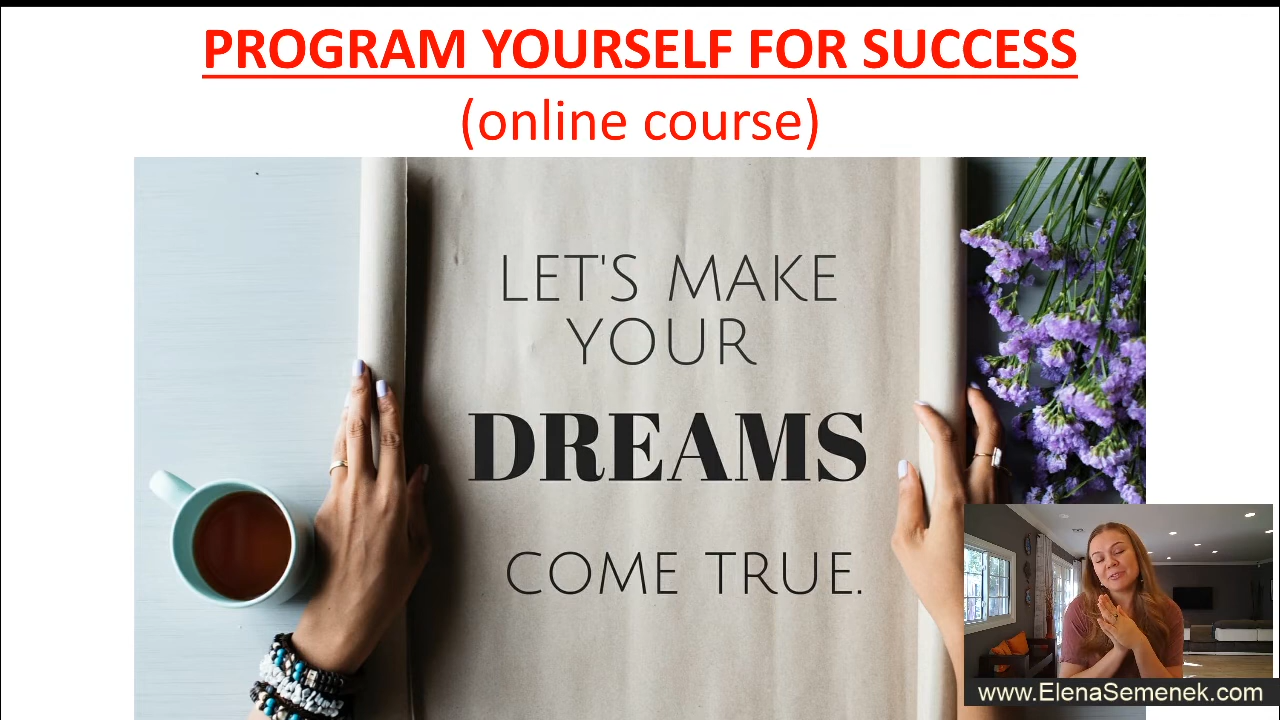 PROGRAM YOURSELF FOR SUCCESS
(online course)
LET'S MAKE
YOUR
DREAMS
COME TRUE.
www.ElenaSemenek.com